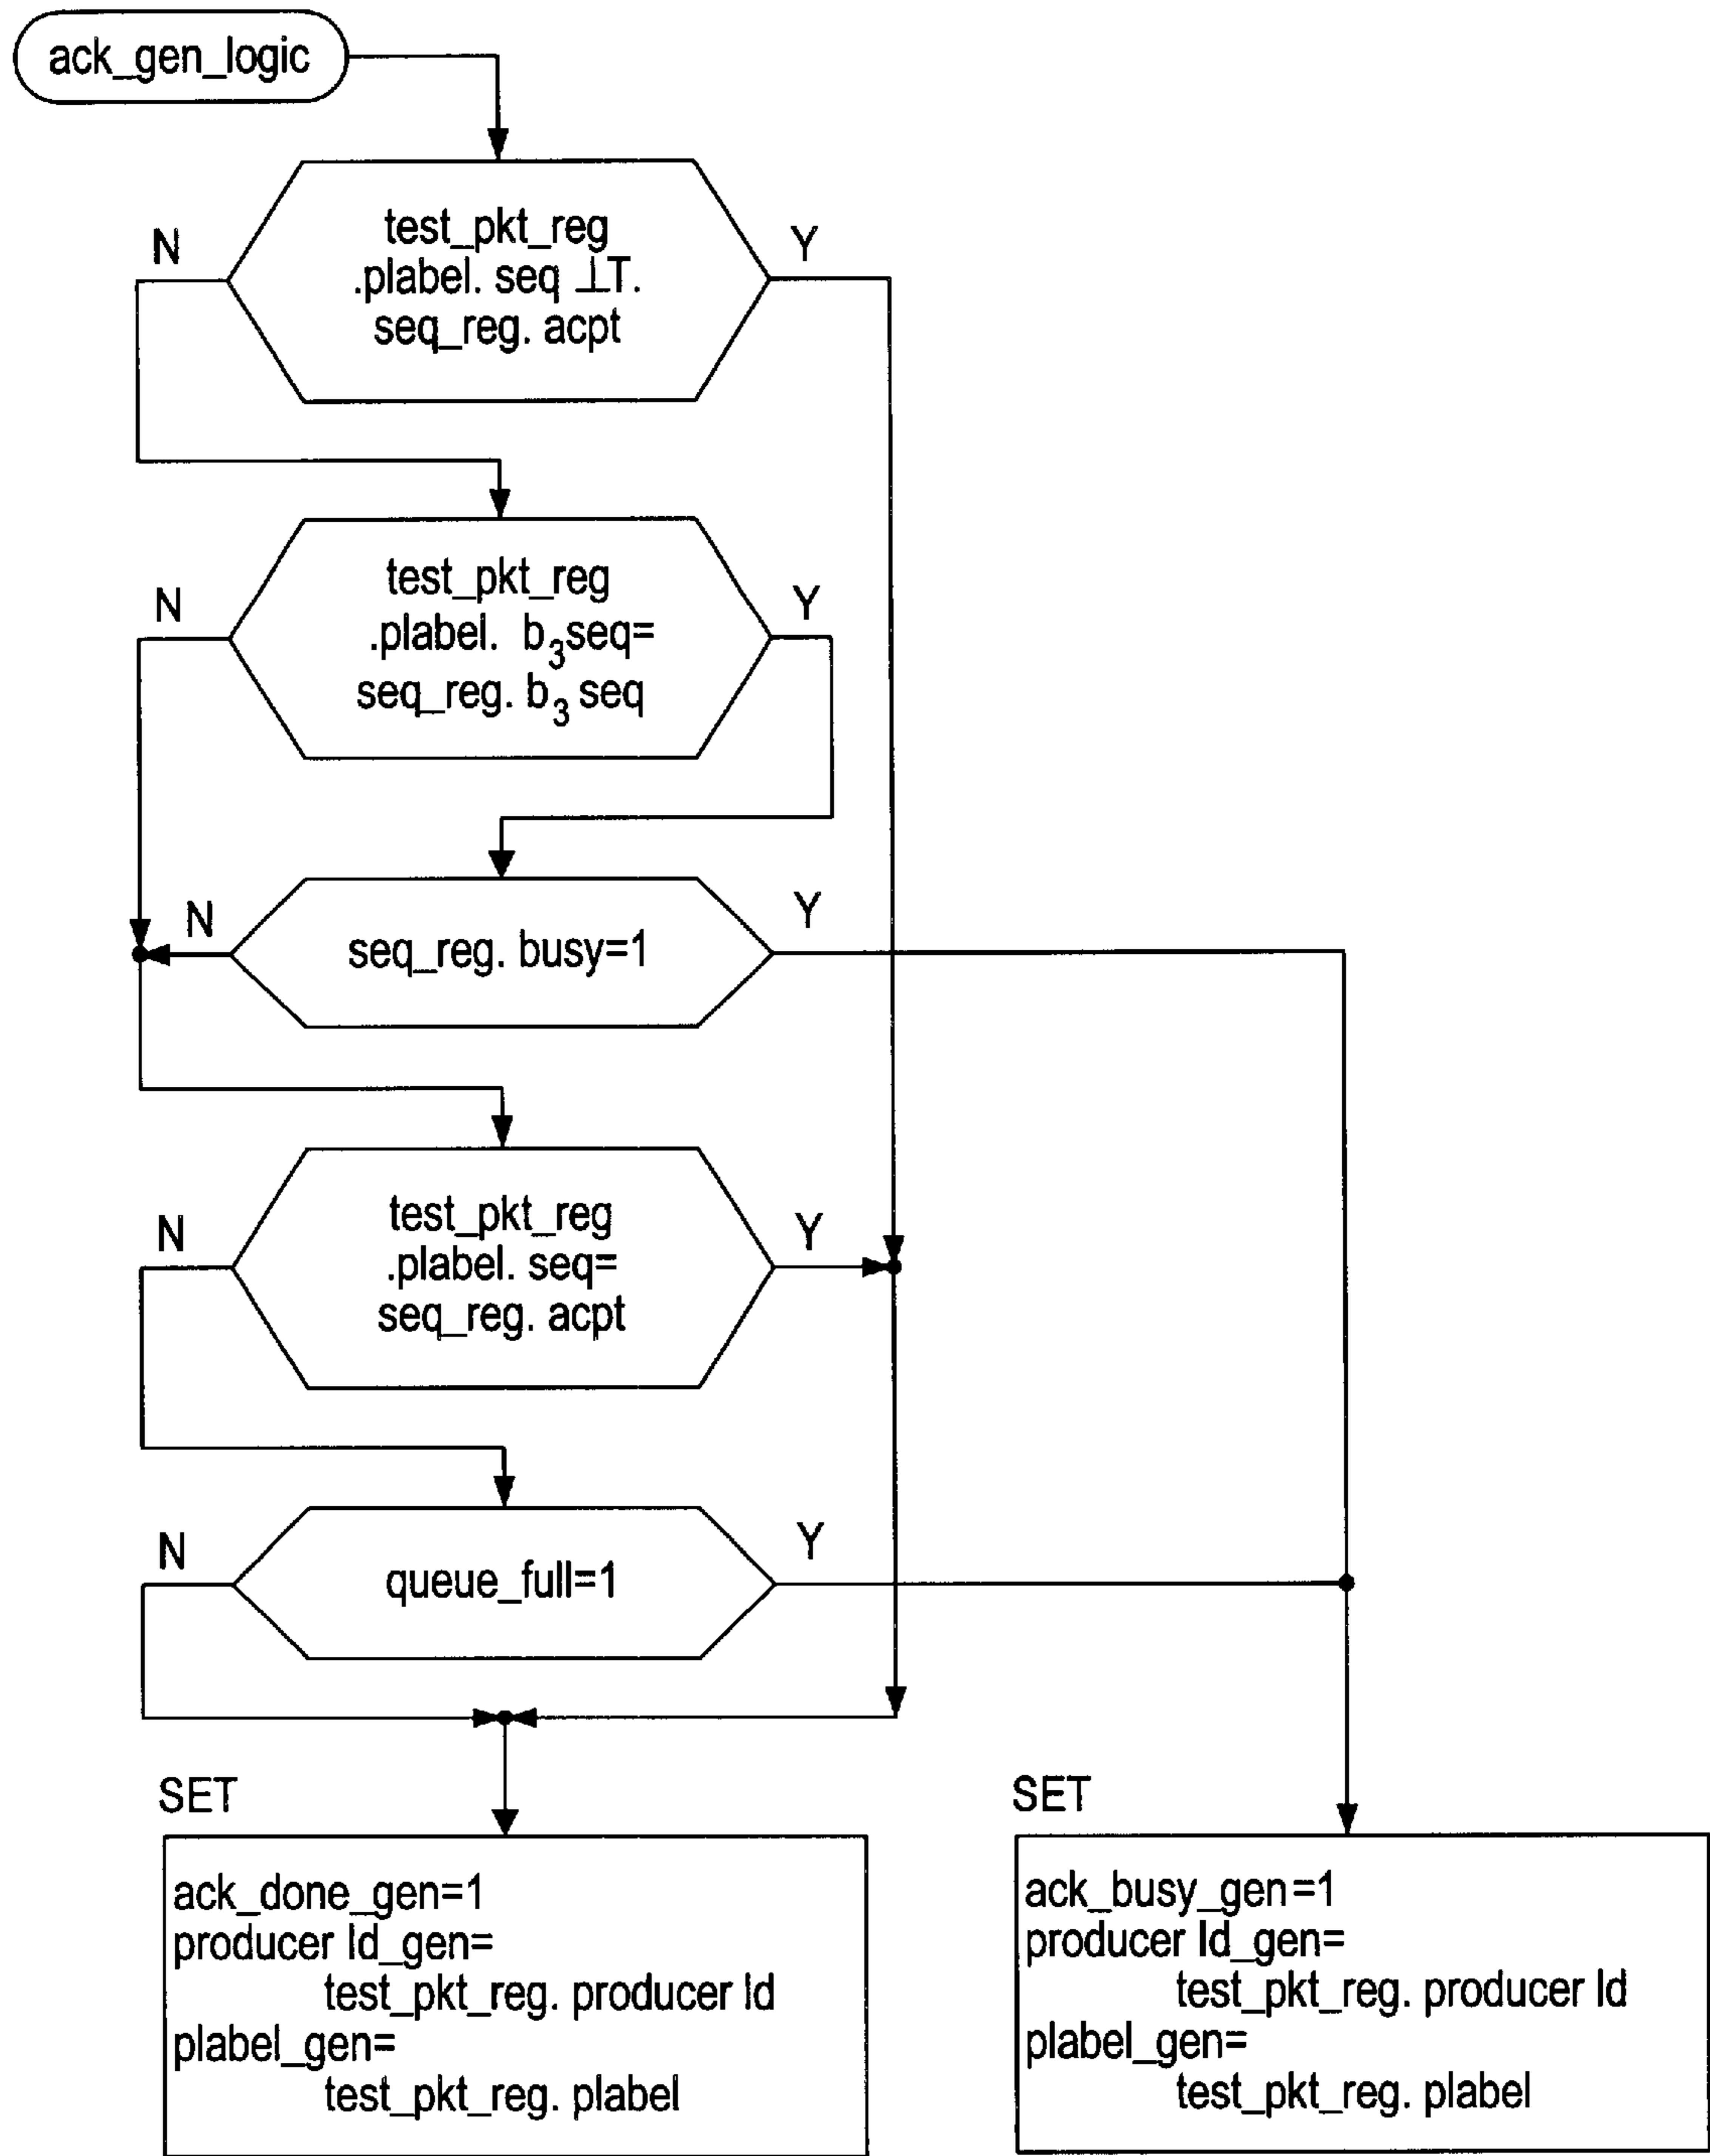 ack_gen_logic
test_pkt_reg
.plabel. seq ⊥T.
seq_reg. acpt
N
Y
test_pkt_reg
.plabel. b₃seq=
seq_reg. b₃ seq
N
Y
seq_reg. busy=1
N
Y
test_pkt_reg
.plabel. seq=
seq_reg. acpt
N
Y
queue_full=1
N
Y
SET
ack_done_gen=1
producer Id_gen=
test_pkt_reg. producer Id
plabel_gen=
test_pkt_reg. plabel
SET
ack_busy_gen=1
producer Id_gen=
test_pkt_reg. producer Id
plabel_gen=
test_pkt_reg. plabel